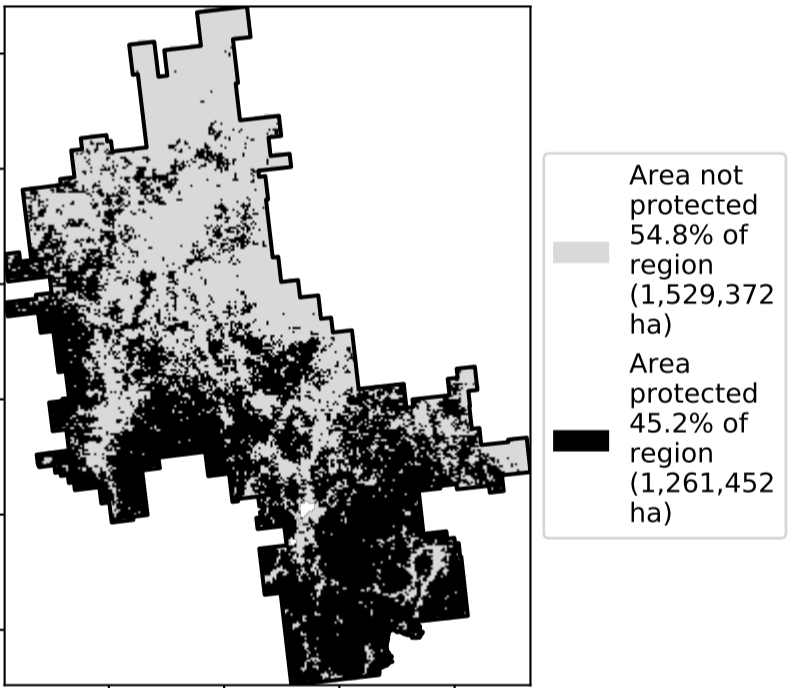 Area not
protected
54.8% of
region
(1,529,372
ha)
Area
protected
45.2% of
region
(1,261,452
ha)